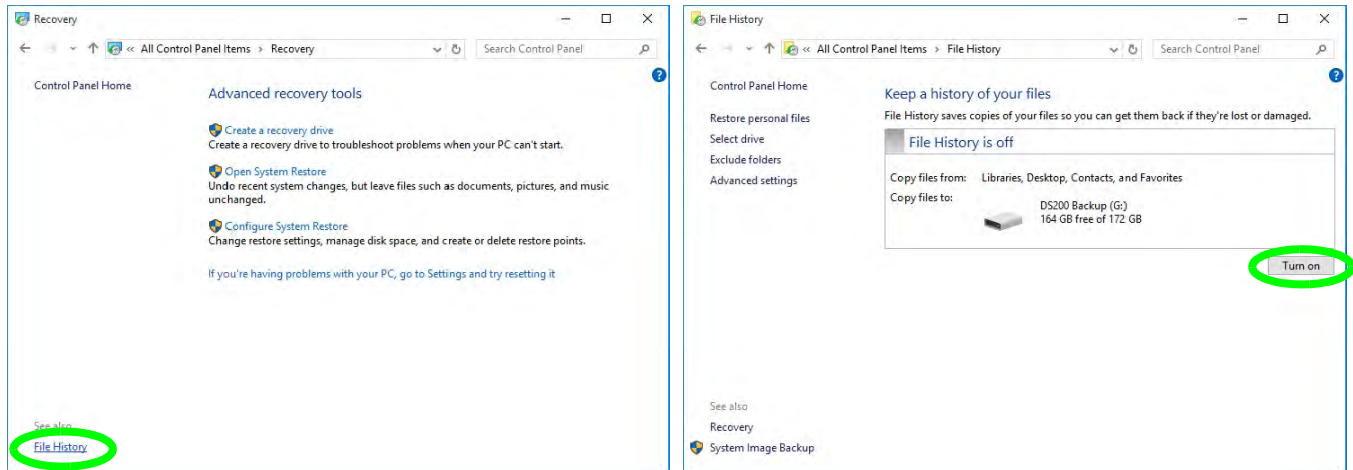 Recovery
« All Control Panel Items › Recovery
Search Control Panel
Control Panel Home
Advanced recovery tools
Create a recovery drive
Create a recovery drive to troubleshoot problems when your PC can't start.
Open System Restore
Undo recent system changes, but leave files such as documents, pictures, and music
unchanged.
Configure System Restore
Change restore settings, manage disk space, and create or delete restore points.
If you're having problems with your PC, go to Settings and try resetting it
See also
File History
File History
« All Control Panel Items › File History
Search Control Panel
Control Panel Home
Restore personal files
Select drive
Exclude folders
Advanced settings
Keep a history of your files
File History saves copies of your files so you can get them back if they're lost or damaged.
File History is off
Copy files from: Libraries, Desktop, Contacts, and Favorites
Copy files to:
DS200 Backup (G:)
164 GB free of 172 GB
Turn on
See also
Recovery
System Image Backup